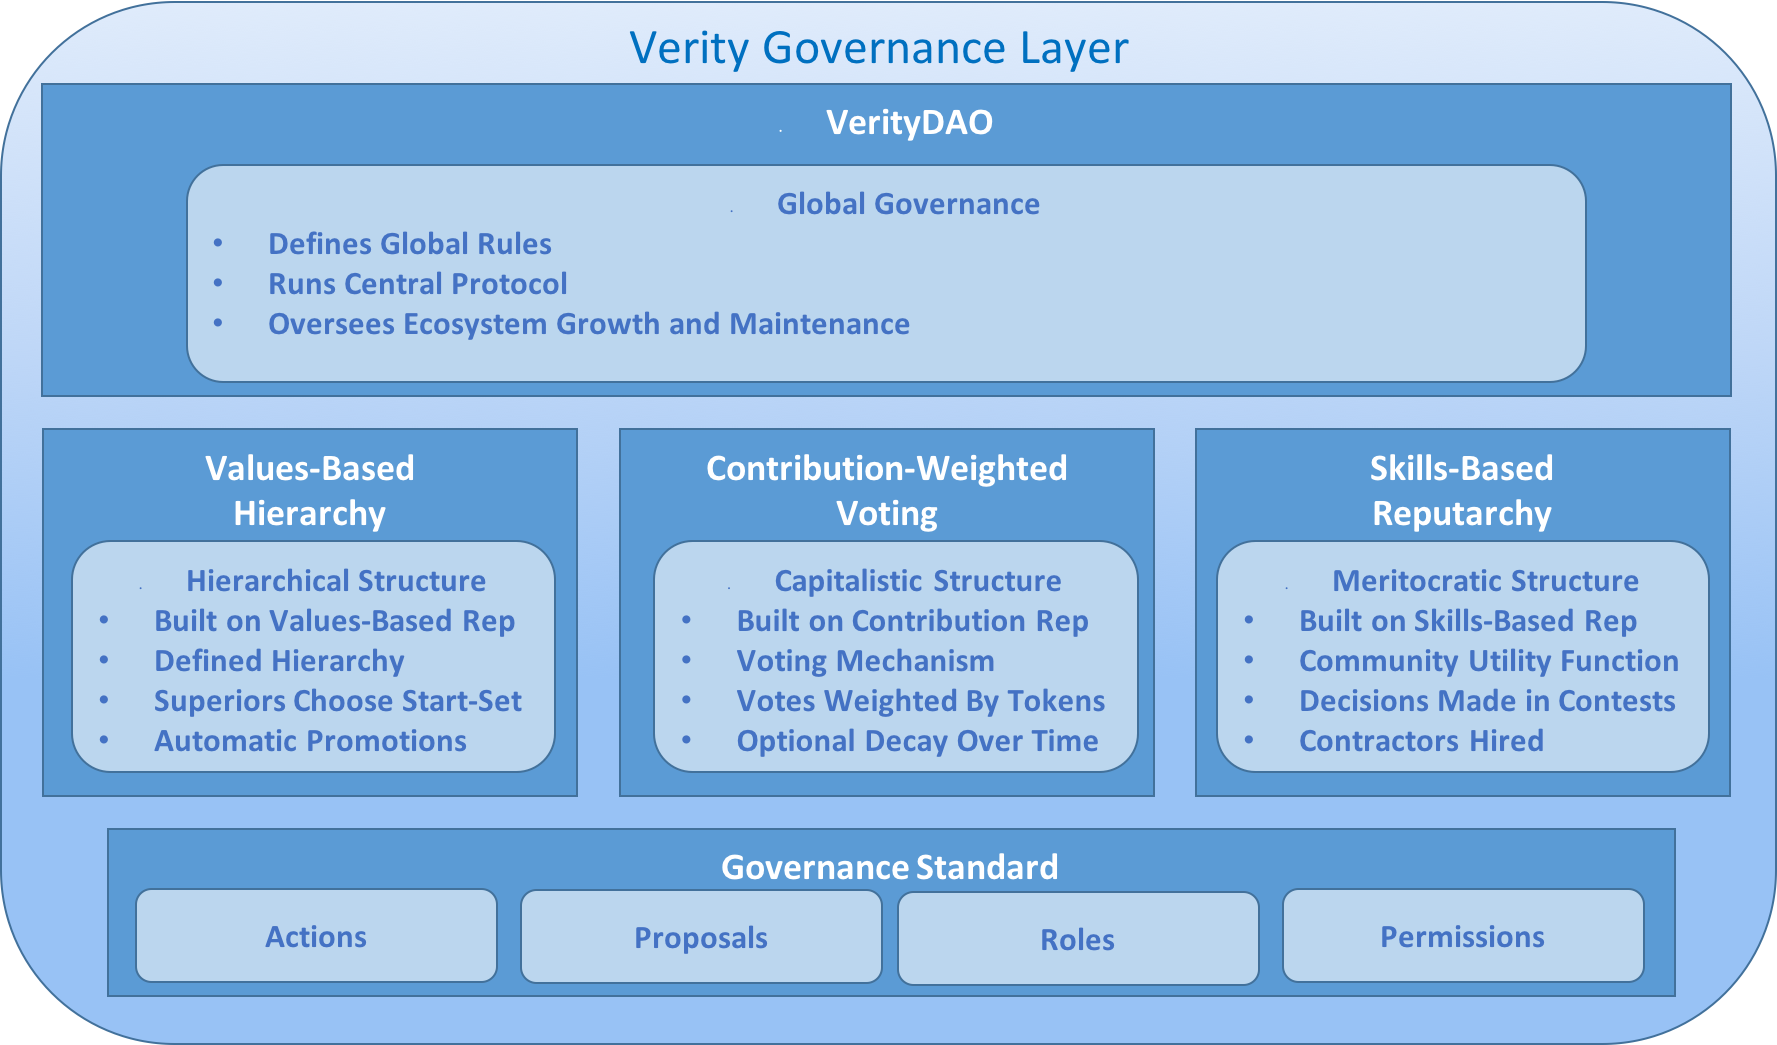 Verity Governance Layer
VerityDAO
Global Governance
• Defines Global Rules
• Runs Central Protocol
• Oversees Ecosystem Growth and Maintenance
Values-Based
Hierarchy
Hierarchical Structure
• Built on Values-Based Rep
• Defined Hierarchy
• Superiors Choose Start-Set
• Automatic Promotions
Contribution-Weighted
Voting
Capitalistic Structure
• Built on Contribution Rep
• Voting Mechanism
• Votes Weighted By Tokens
• Optional Decay Over Time
Skills-Based
Reputarchy
Meritocratic Structure
• Built on Skills-Based Rep
• Community Utility Function
• Decisions Made in Contests
• Contractors Hired
Governance Standard
Actions
Proposals
Roles
Permissions